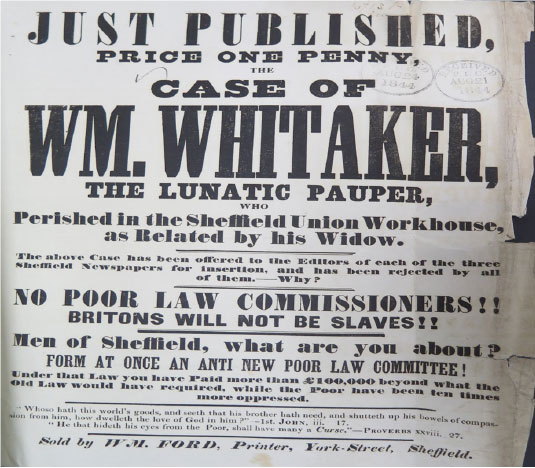 JUST PUBLISHED,
PRICE ONE PENNY,
THE
CASE OF
AUG 24
1844
RECEIVED
AUG 21
1844
WM. WHITAKER,
THE LUNATIC PAUPER,
WHO
Perished in the Sheffield Union Workhouse,
as Related by his Widow.
The above Case has been offered to the Editors of each of the three
Sheffield Newspapers for insertion, and has been rejected by all
of them.—Why?
NO POOR LAW COMMISSIONERS!!
BRITONS WILL NOT BE SLAVES!!
Men of Sheffield, what are you about?
FORM AT ONCE AN ANTI NEW POOR LAW COMMITTEE!
Under that Law you have Paid more than £100,000 beyond what the
Old Law would have required, while the Poor have been ten times
more oppressed.
"Whoso hath this world's goods, and seeth that his brother hath need, and shutteth up his bowels of compas-
sion from him, how dwelleth the love of God in him?"—1st. JOHN, iii. 17.
"He that hideth his eyes from the Poor, shall have many a Curse."—PROVERBS xxviii. 27.
Sold by WM. FORD, Printer, York-Street, Sheffield.